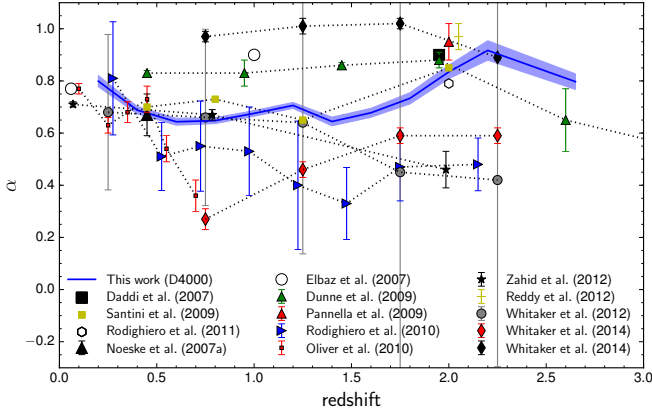 1.0
0.8
0.6
α
0.4
0.2
0.0
−0.2
This work (D4000)
Daddi et al. (2007)
Santini et al. (2009)
Rodighiero et al. (2011)
Noeske et al. (2007a)
Elbaz et al. (2007)
Dunne et al. (2009)
Pannella et al. (2009)
Rodighiero et al. (2010)
Oliver et al. (2010)
Zahid et al. (2012)
Reddy et al. (2012)
Whitaker et al. (2012)
Whitaker et al. (2014)
Whitaker et al. (2014)
0.0 0.5 1.0 1.5 2.0 2.5 3.0
redshift